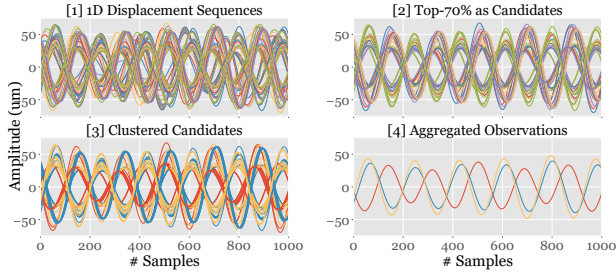 [1] 1D Displacement Sequences
[2] Top-70% as Candidates
50
0
−50
50
0
−50
[3] Clustered Candidates
[4] Aggregated Observations
50
0
−50
50
0
−50
0 200 400 600 800 1000
0 200 400 600 800 1000
# Samples
# Samples
Amplitude (um)